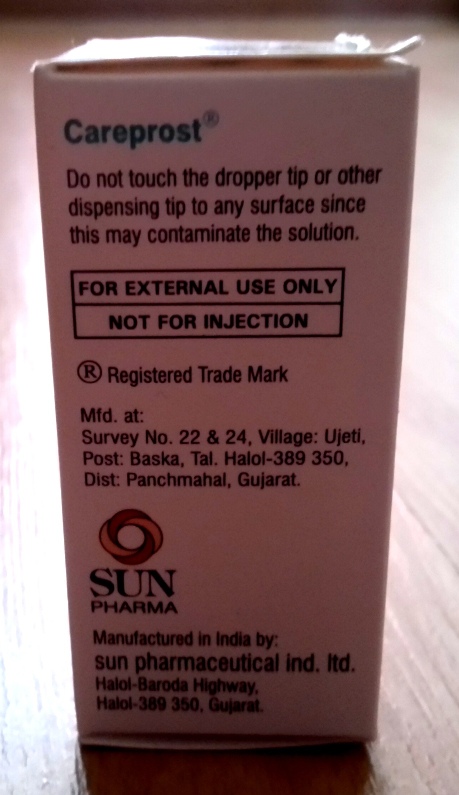 Careprost®
Do not touch the dropper tip or other
dispensing tip to any surface since
this may contaminate the solution.
FOR EXTERNAL USE ONLY
NOT FOR INJECTION
® Registered Trade Mark
Mfd. at:
Survey No. 22 & 24, Village: Ujeti,
Post: Baska, Tal. Halol-389 350,
Dist: Panchmahal, Gujarat.
SUN
PHARMA
Manufactured in India by:
sun pharmaceutical ind. ltd.
Halol-Baroda Highway,
Halol-389 350, Gujarat.